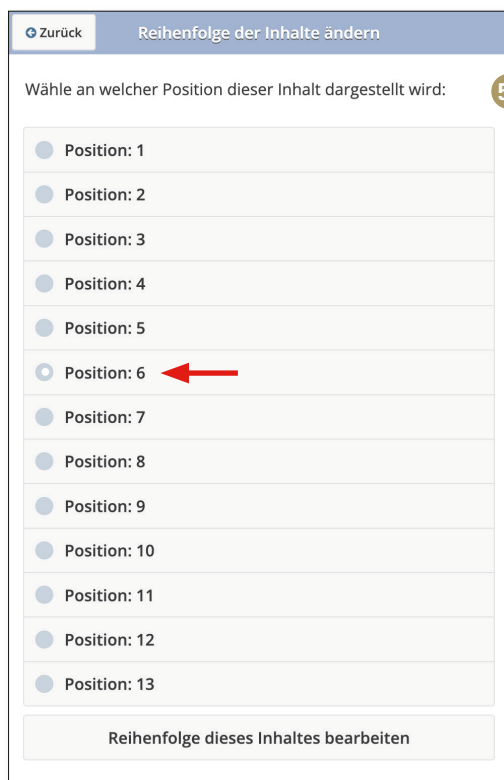 Zurück
Reihenfolge der Inhalte ändern
Wähle an welcher Position dieser Inhalt dargestellt wird:
5
Position: 1
Position: 2
Position: 3
Position: 4
Position: 5
Position: 6
Position: 7
Position: 8
Position: 9
Position: 10
Position: 11
Position: 12
Position: 13
Reihenfolge dieses Inhaltes bearbeiten